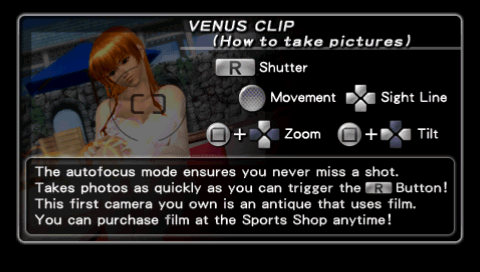 VENUS CLIP
(How to take pictures)
R Shutter
Movement Sight Line
+ Zoom + Tilt
The autofocus mode ensures you never miss a shot.
Takes photos as quickly as you can trigger the R Button!
This first camera you own is an antique that uses film.
You can purchase film at the Sports Shop anytime!